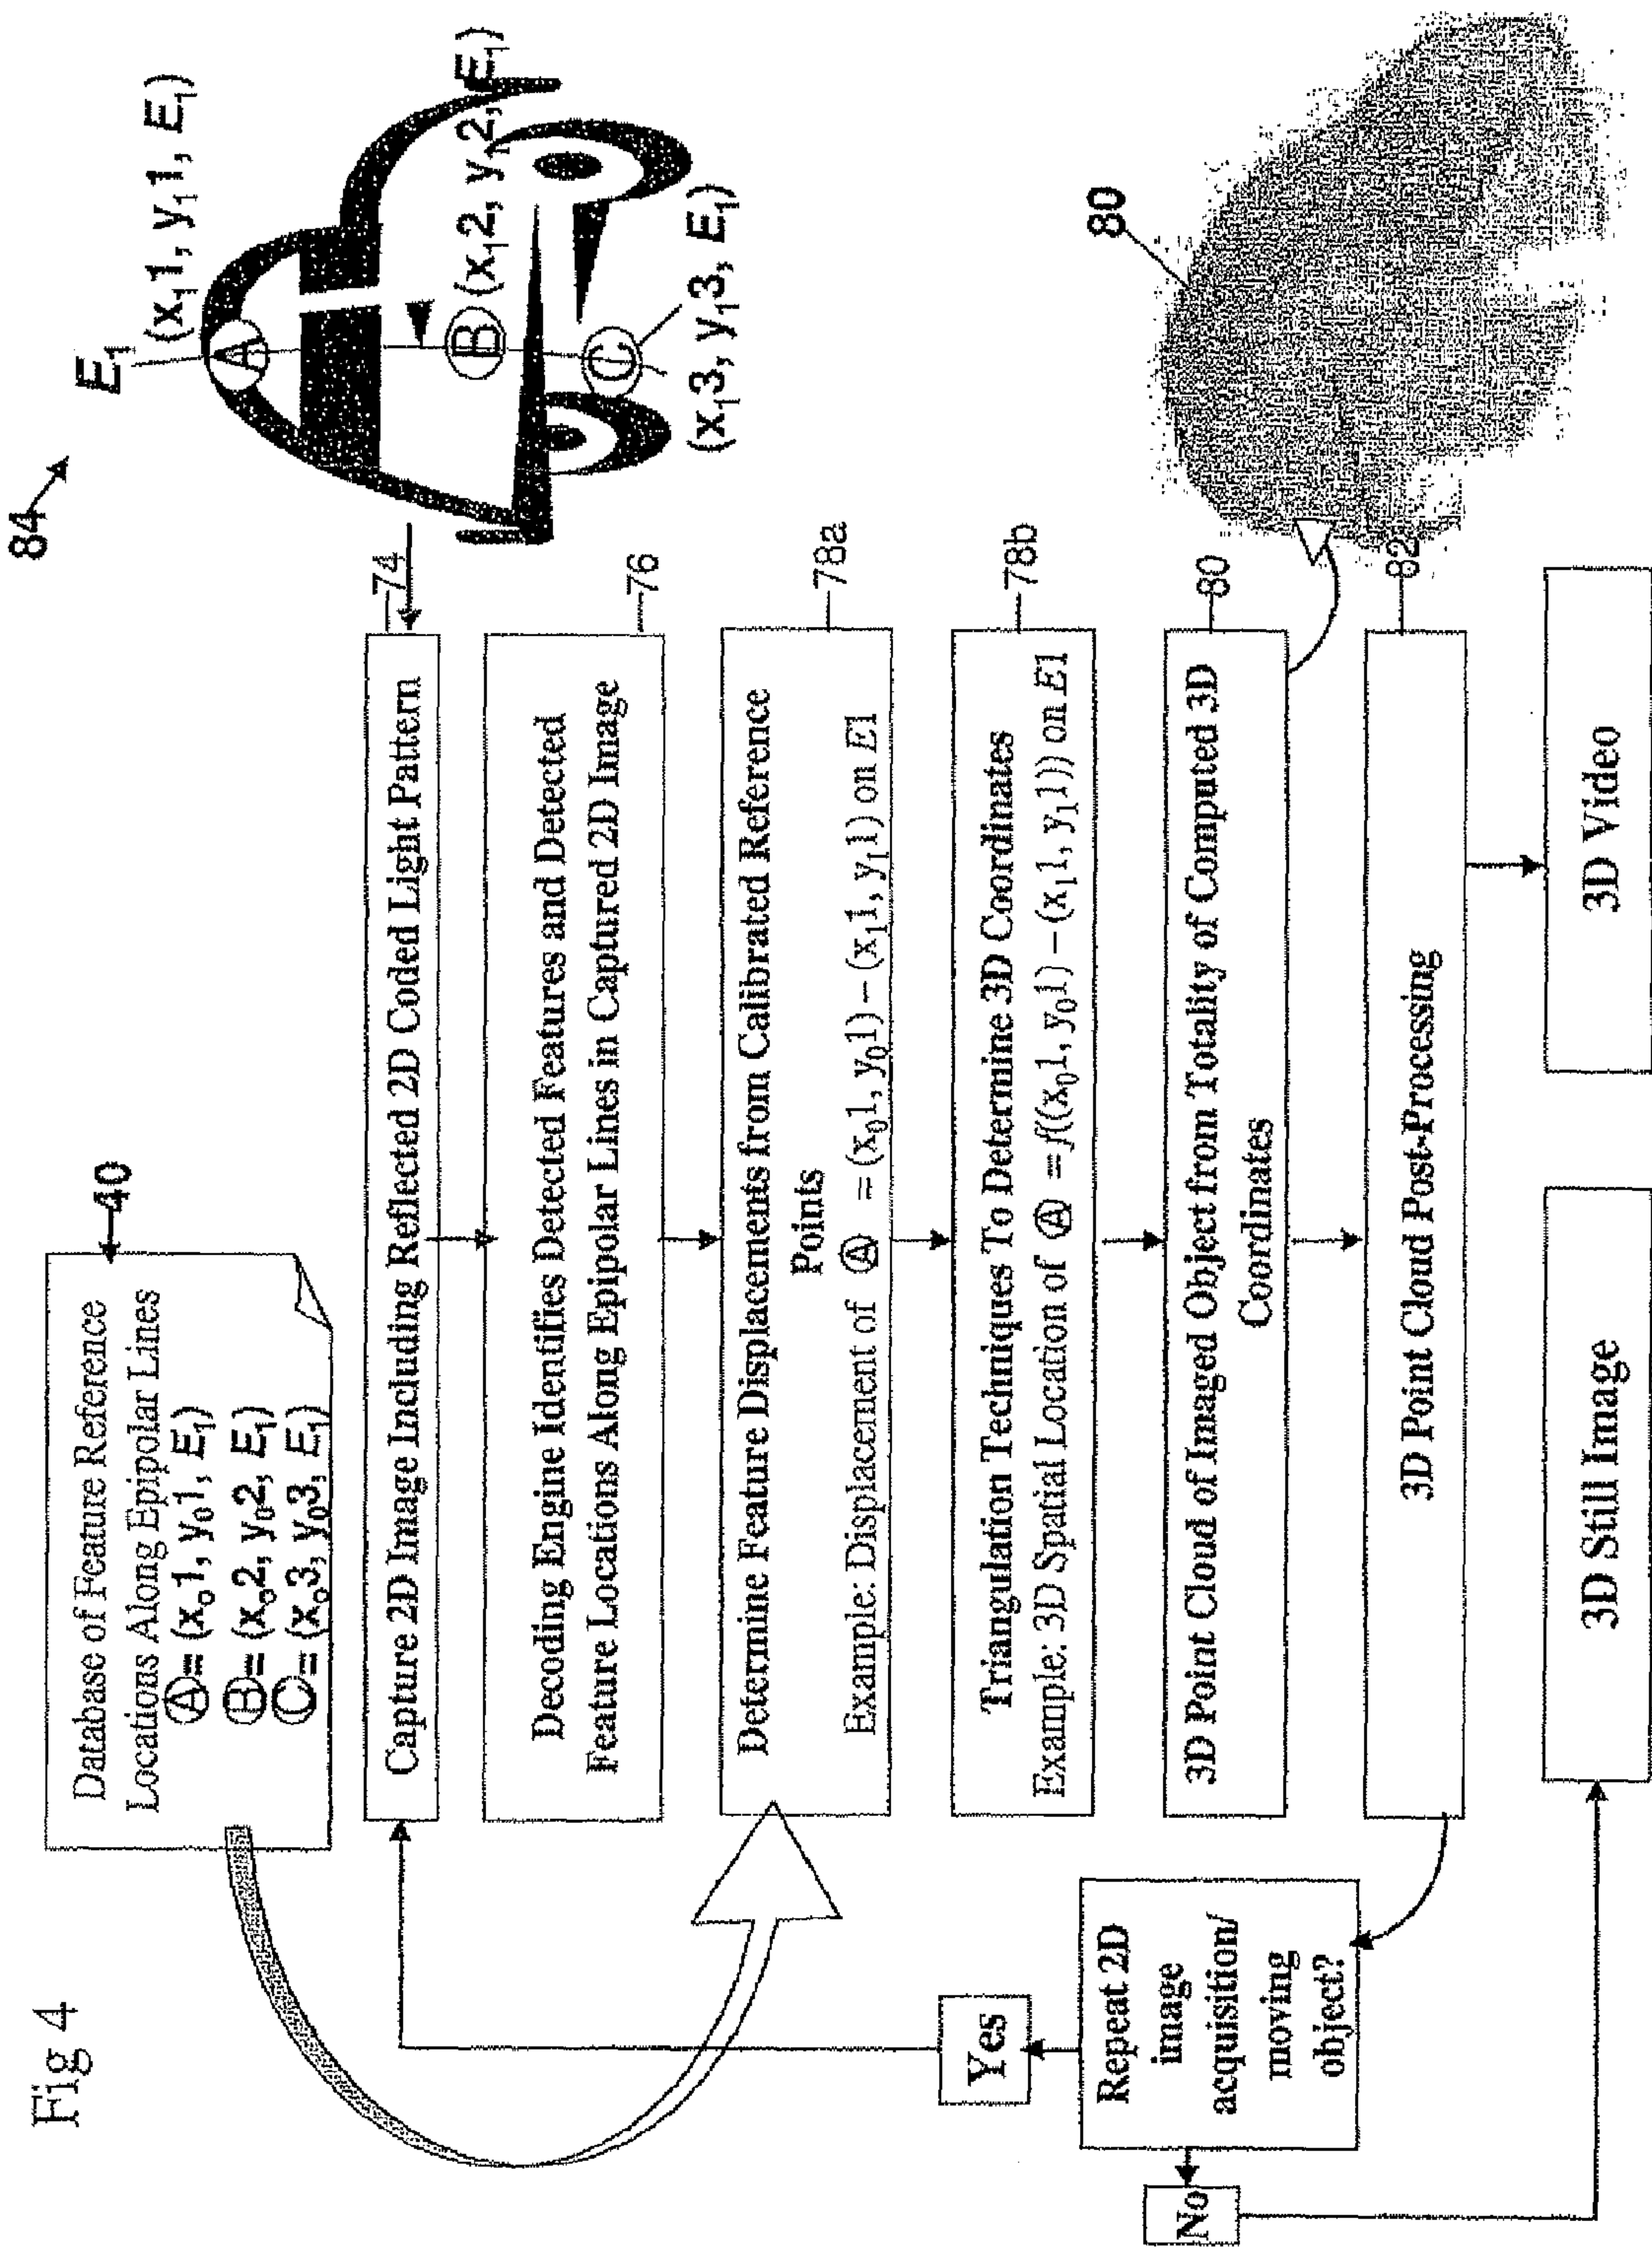 Fig 4
Database of Feature Reference
Locations Along Epipolar Lines
Ⓐ= (x₀1, y₀1, E₁)
Ⓑ= (x₀2, y₀2, E₁)
Ⓒ= (x₀3, y₀3, E₁)
40
84
E₁
(x₁1, y₁1, E₁)
A
B (x₁2, y₁2, E₁)
C
(x₁3, y₁3, E₁)
Capture 2D Image Including Reflected 2D Coded Light Pattern
74
Decoding Engine Identifies Detected Features and Detected
Feature Locations Along Epipolar Lines in Captured 2D Image
76
Determine Feature Displacements from Calibrated Reference
Points
Example: Displacement of Ⓐ = (x₀1, y₀1) − (x₁1, y₁1) on E1
78a
Triangulation Techniques To Determine 3D Coordinates
Example: 3D Spatial Location of Ⓐ = f((x₀1, y₀1) − (x₁1, y₁1)) on E1
78b
3D Point Cloud of Imaged Object from Totality of Computed 3D
Coordinates
80
80
3D Point Cloud Post-Processing
82
Yes
Repeat 2D
image
acquisition/
moving
object?
No
3D Still Image
3D Video